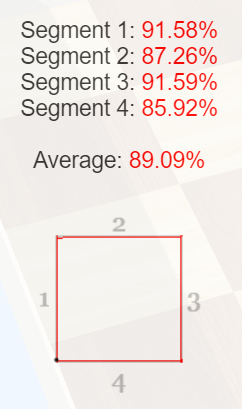 Segment 1: 91.58%
Segment 2: 87.26%
Segment 3: 91.59%
Segment 4: 85.92%
Average: 89.09%
2
1 3
4